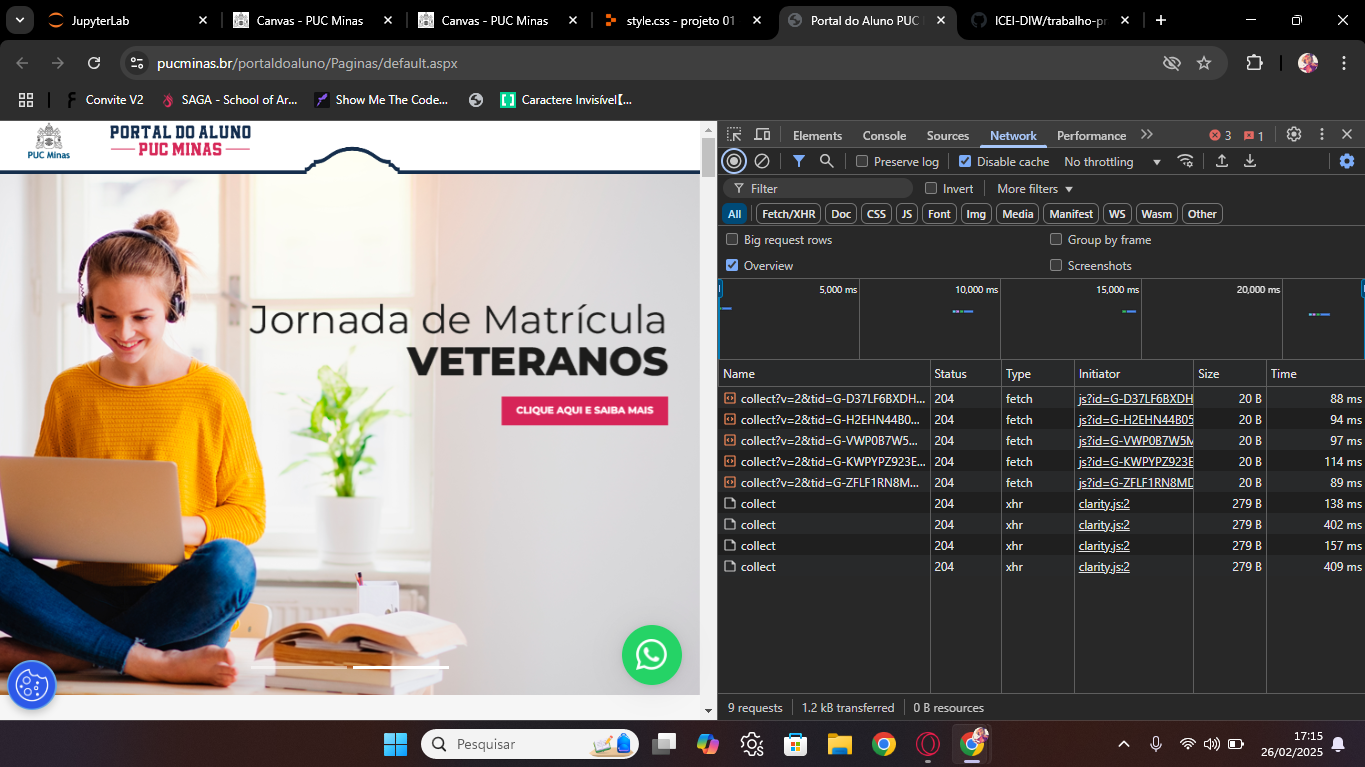 JupyterLab
Canvas - PUC Minas
Canvas - PUC Minas
style.css - projeto 01
Portal do Aluno PUC
ICEI-DIW/trabalho-pr
pucminas.br/portaldoaluno/Paginas/default.aspx
Convite V2
SAGA - School of Ar...
Show Me The Code...
Caractere Invisível【...
PUC Minas
PORTAL DO ALUNO
PUC MINAS
Jornada de Matrícula
VETERANOS
CLIQUE AQUI E SAIBA MAIS
Elements Console Sources Network Performance 3 1
Preserve log Disable cache No throttling
Filter Invert More filters
All Fetch/XHR Doc CSS JS Font Img Media Manifest WS Wasm Other
Big request rows Group by frame
Overview Screenshots
5,000 ms 10,000 ms 15,000 ms 20,000 ms
Name Status Type Initiator Size Time
collect?v=2&tid=G-D37LF6BXDH... 204 fetch js?id=G-D37LF6BXDH 20 B 88 ms
collect?v=2&tid=G-H2EHN44B0... 204 fetch js?id=G-H2EHN44B05 20 B 94 ms
collect?v=2&tid=G-VWP0B7W5... 204 fetch js?id=G-VWP0B7W5M 20 B 97 ms
collect?v=2&tid=G-KWPYPZ923E... 204 fetch js?id=G-KWPYPZ923E 20 B 114 ms
collect?v=2&tid=G-ZFLF1RN8M... 204 fetch js?id=G-ZFLF1RN8MD 20 B 89 ms
collect 204 xhr clarity.js:2 279 B 138 ms
collect 204 xhr clarity.js:2 279 B 402 ms
collect 204 xhr clarity.js:2 279 B 157 ms
collect 204 xhr clarity.js:2 279 B 409 ms
9 requests 1.2 kB transferred 0 B resources
Pesquisar
17:15
26/02/2025